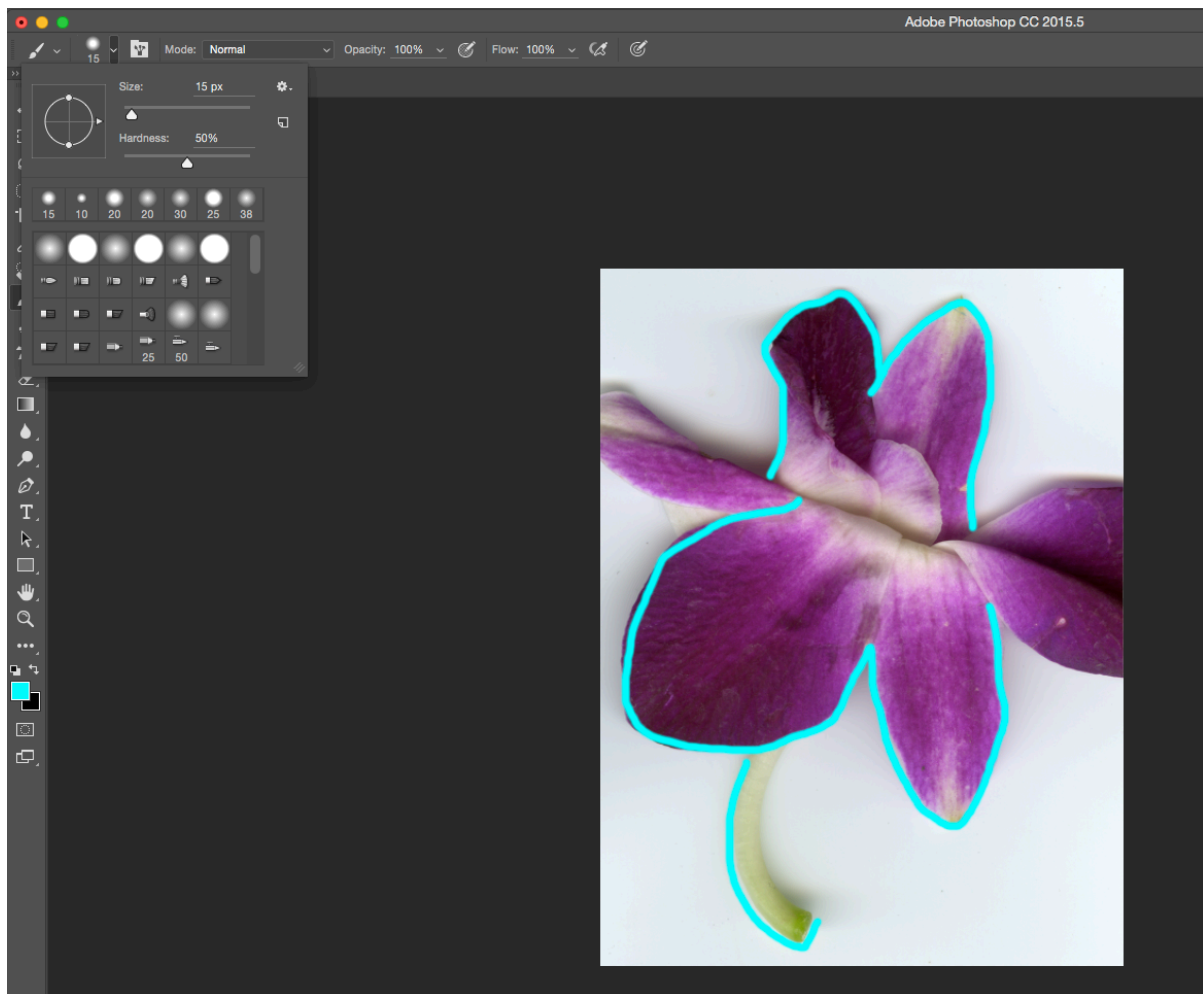 Adobe Photoshop CC 2015.5
15 Mode: Normal Opacity: 100% Flow: 100%
Size: 15 px
Hardness: 50%
15 10 20 20 30 25 38
25 50
T